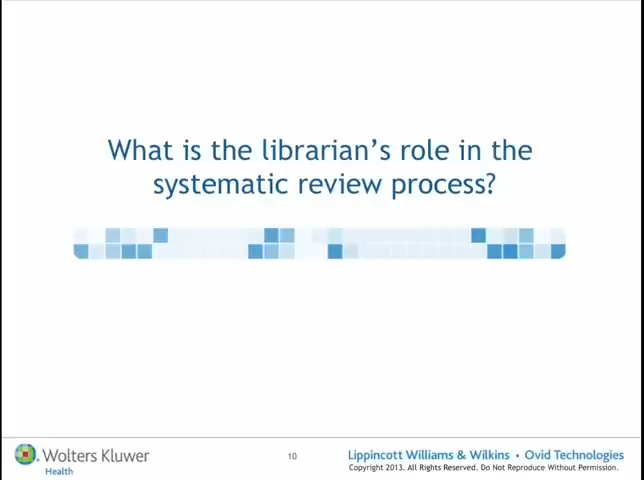 What is the librarian's role in the
systematic review process?
Wolters Kluwer
Health
10
Lippincott Williams & Wilkins • Ovid Technologies
Copyright 2013. All Rights Reserved. Do Not Reproduce Without Permission.